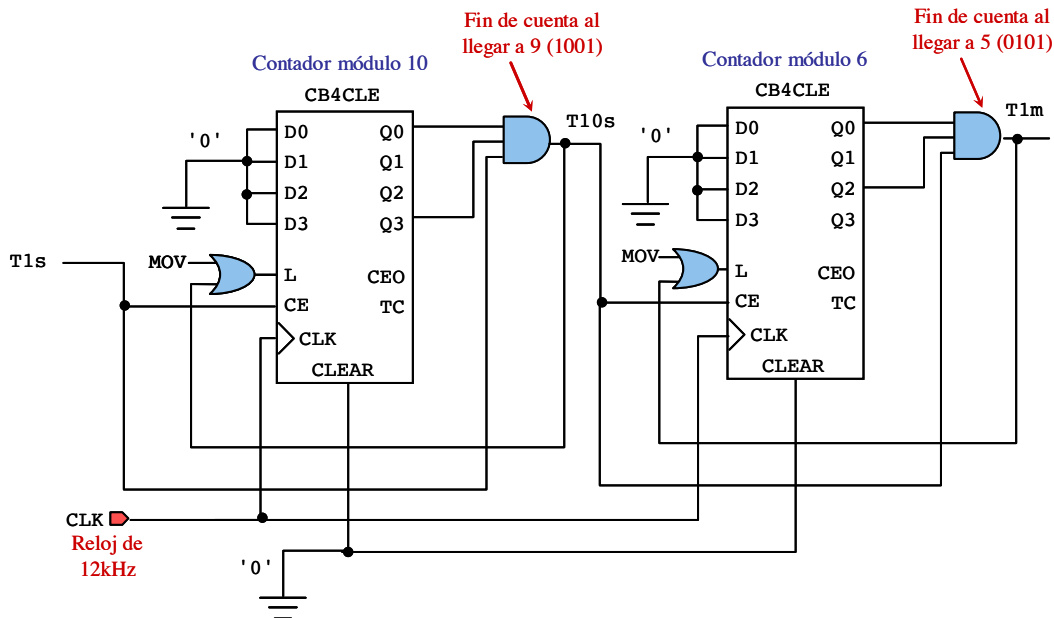 Fin de cuenta al
llegar a 9 (1001)
Contador módulo 10
CB4CLE
'0'
D0
D1
D2
D3
Q0
Q1
Q2
Q3
T10s
T1s
MOV
L
CE
CLK
CEO
TC
CLEAR
Fin de cuenta al
llegar a 5 (0101)
Contador módulo 6
CB4CLE
'0'
D0
D1
D2
D3
Q0
Q1
Q2
Q3
T1m
MOV
L
CE
CLK
CEO
TC
CLEAR
CLK
Reloj de
12kHz
'0'